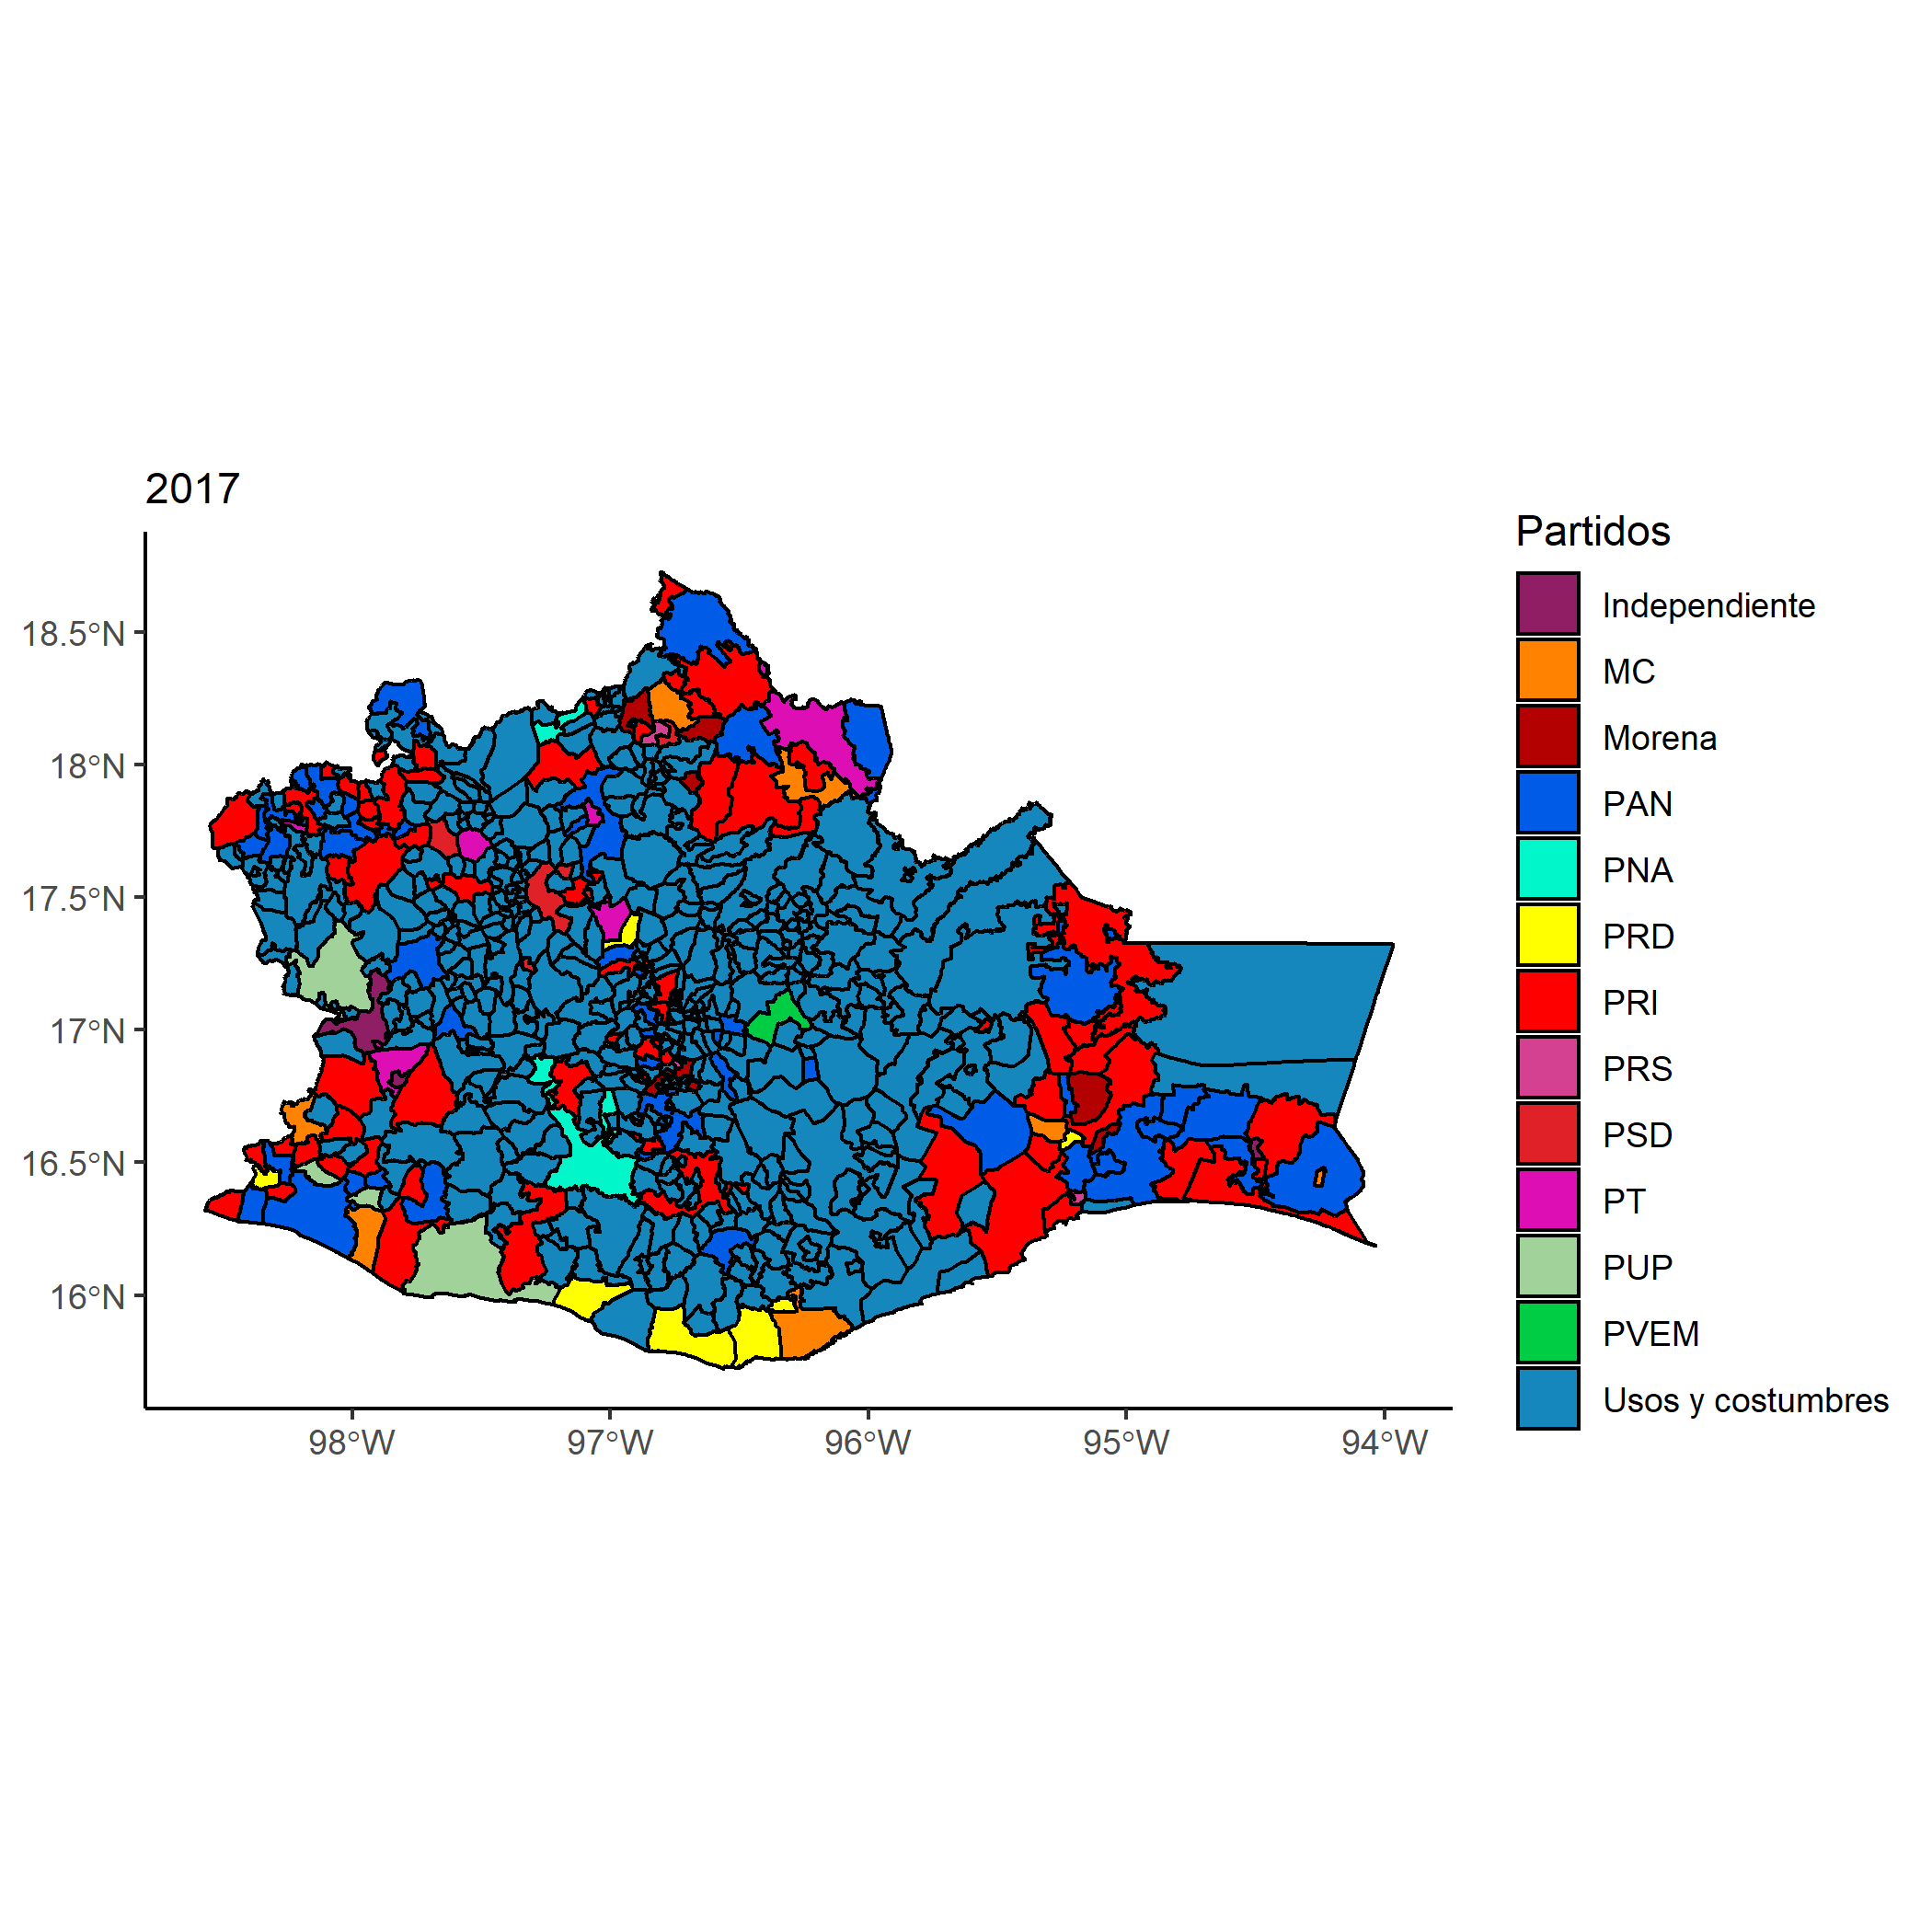 2017
Partidos
Independiente
MC
Morena
PAN
PNA
PRD
PRI
PRS
PSD
PT
PUP
PVEM
Usos y costumbres
18.5°N
18°N
17.5°N
17°N
16.5°N
16°N
98°W
97°W
96°W
95°W
94°W